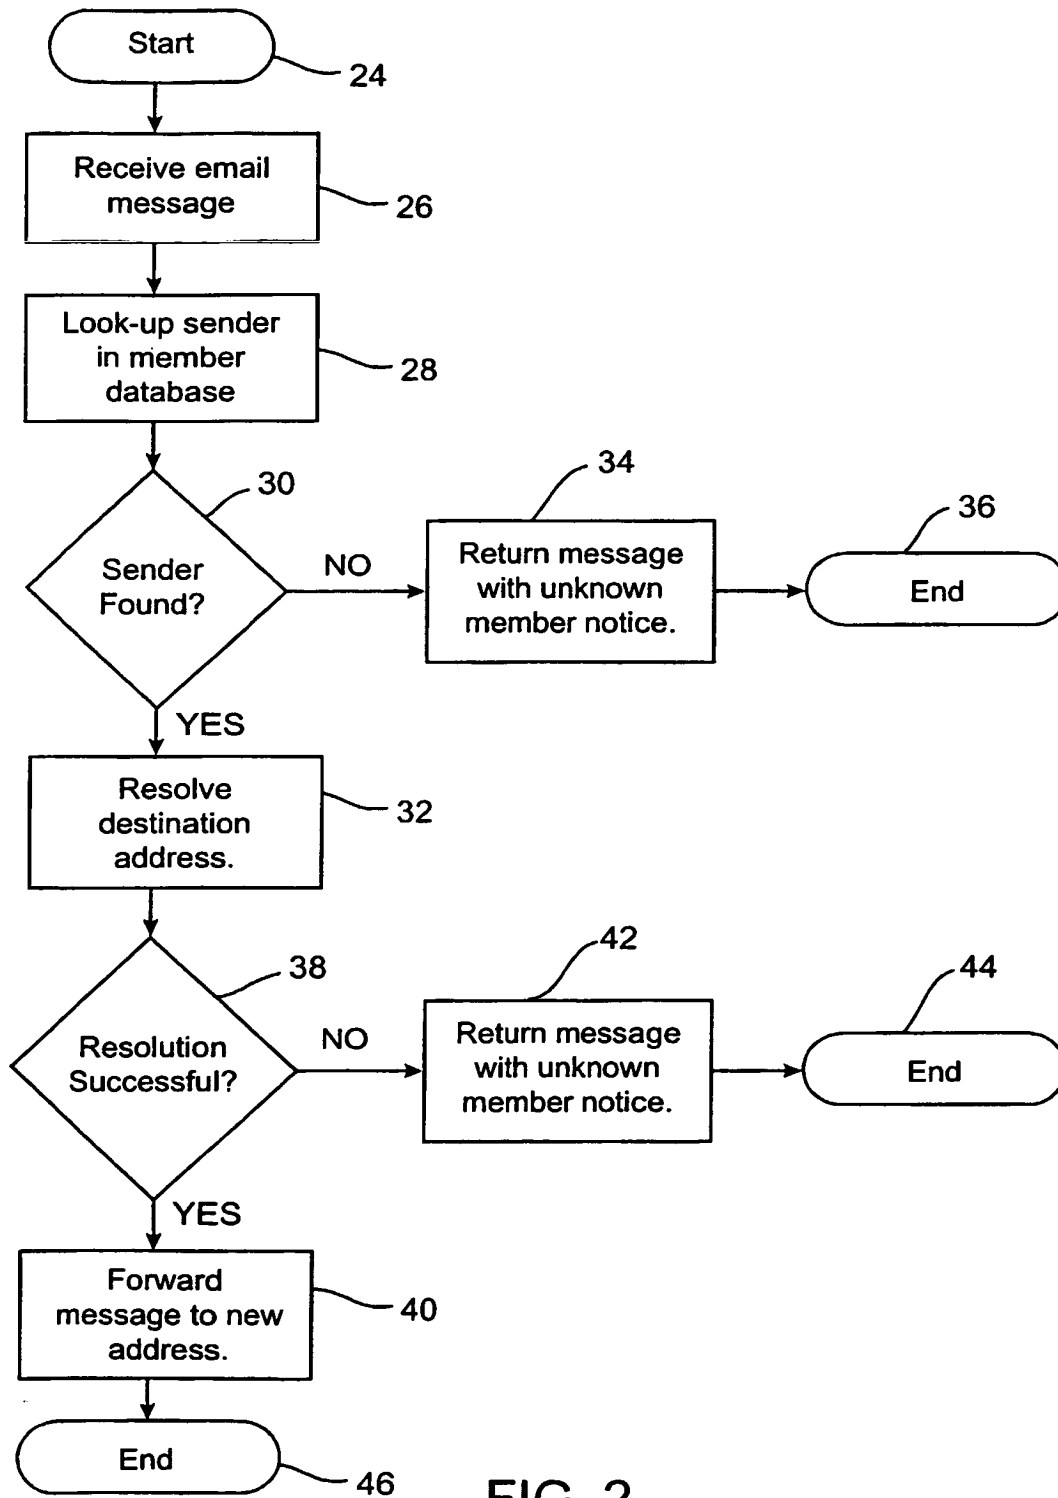 Start
24
Receive email
message
26
Look-up sender
in member
database
28
30
Sender
Found?
NO
34
Return message
with unknown
member notice.
36
End
YES
Resolve
destination
address.
32
38
Resolution
Successful?
NO
42
Return message
with unknown
member notice.
44
End
YES
Forward
message to new
address.
40
End
46
FIG. 2